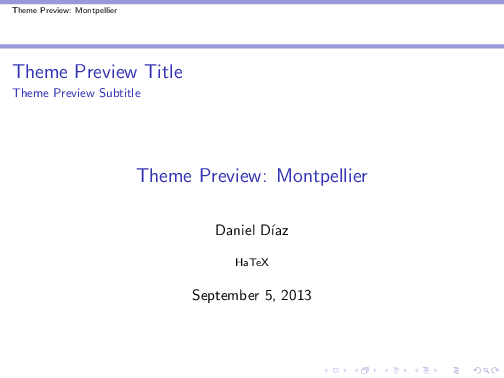 Theme Preview: Montpellier
Theme Preview Title
Theme Preview Subtitle
Theme Preview: Montpellier
Daniel Díaz
HaTeX
September 5, 2013